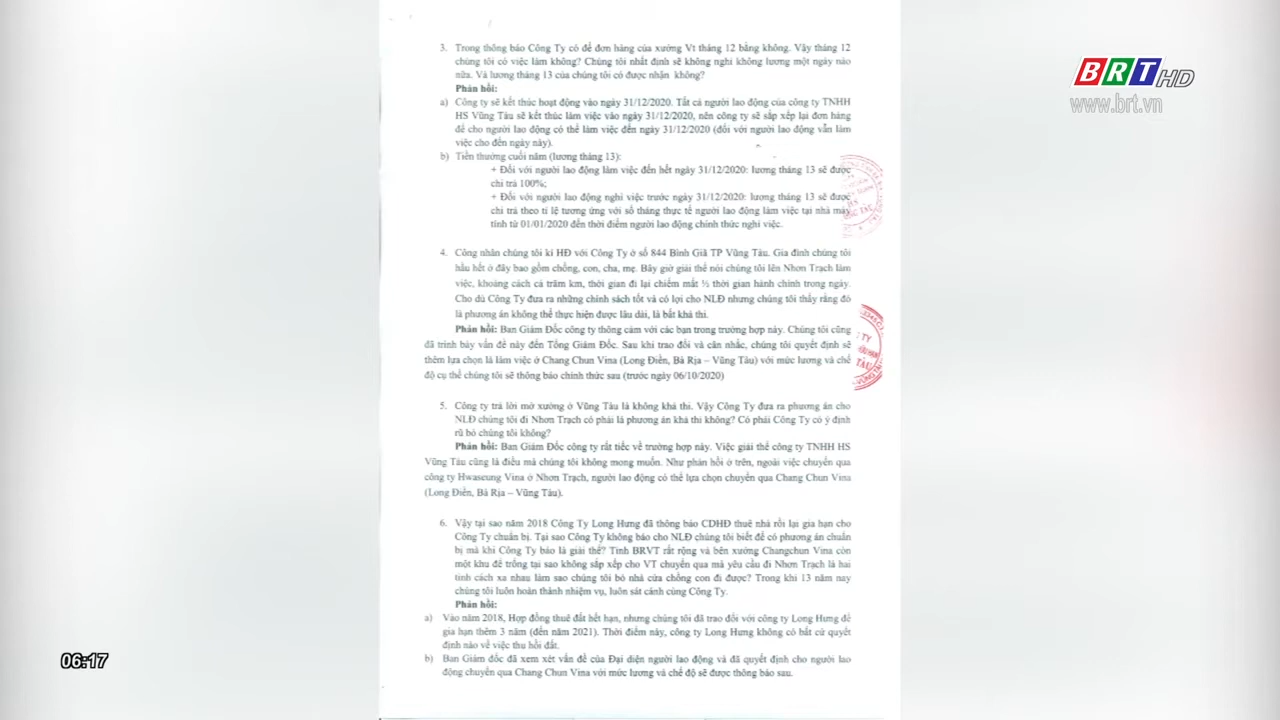 BRT HD
www.brt.vn
3. Trong thông báo Công Ty có để đơn hàng của xưởng Vt tháng 12 bằng không. Vậy tháng 12
chúng tôi có việc làm không? Chúng tôi nhất định sẽ không nghỉ không lương một ngày nào
nữa. Và lương tháng 13 của chúng tôi có được nhận không?
Phản hồi:
a) Công ty sẽ kết thúc hoạt động vào ngày 31/12/2020. Tất cả người lao động của công ty TNHH
HS Vũng Tàu sẽ kết thúc làm việc vào ngày 31/12/2020, nên công ty sẽ sắp xếp lại đơn hàng
để cho người lao động có thể làm việc đến ngày 31/12/2020 (đối với người lao động vẫn làm
việc cho đến ngày này).
b) Tiền thưởng cuối năm (lương tháng 13):
+ Đối với người lao động làm việc đến hết ngày 31/12/2020: lương tháng 13 sẽ được
chi trả 100%;
+ Đối với người lao động nghỉ việc trước ngày 31/12/2020: lương tháng 13 sẽ được
chi trả theo tỉ lệ tương ứng với số tháng thực tế người lao động làm việc tại nhà máy
tính từ 01/01/2020 đến thời điểm người lao động chính thức nghỉ việc.
4. Công nhân chúng tôi kí HĐ với Công Ty ở số 844 Bình Giã TP Vũng Tàu. Gia đình chúng tôi
hầu hết ở đây bao gồm chồng, con, cha, mẹ. Bây giờ giải thể nói chúng tôi lên Nhơn Trạch làm
việc, khoảng cách cả trăm km, thời gian đi lại chiếm mất ½ thời gian hành chính trong ngày.
Cho dù Công Ty đưa ra những chính sách tốt và có lợi cho NLĐ nhưng chúng tôi thấy rằng đó
là phương án không thể thực hiện được lâu dài, là bất khả thi.
Phản hồi: Ban Giám Đốc công ty thông cảm với các bạn trong trường hợp này. Chúng tôi cũng
đã trình bày vấn đề này đến Tổng Giám Đốc. Sau khi trao đổi và cân nhắc, chúng tôi quyết định sẽ
thêm lựa chọn là làm việc ở Chang Chun Vina (Long Điền, Bà Rịa – Vũng Tàu) với mức lương và chế
độ cụ thể chúng tôi sẽ thông báo chính thức sau (trước ngày 06/10/2020)
5. Công ty trả lời mở xưởng ở Vũng Tàu là không khả thi. Vậy Công Ty đưa ra phương án cho
NLĐ chúng tôi đi Nhơn Trạch có phải là phương án khả thi không? Có phải Công Ty có ý định
rũ bỏ chúng tôi không?
Phản hồi: Ban Giám Đốc công ty rất tiếc về trường hợp này. Việc giải thể công ty TNHH HS
Vũng Tàu cũng là điều mà chúng tôi không mong muốn. Như phản hồi ở trên, ngoài việc chuyển qua
công ty Hwaseung Vina ở Nhơn Trạch, người lao động có thể lựa chọn chuyển qua Chang Chun Vina
(Long Điền, Bà Rịa – Vũng Tàu).
6. Vậy tại sao năm 2018 Công Ty Long Hưng đã thông báo CDHĐ thuê nhà rồi lại gia hạn cho
Công Ty chuẩn bị. Tại sao Công Ty không báo cho NLĐ chúng tôi biết để có phương án chuẩn
bị mà khi Công Ty báo là giải thể? Tỉnh BRVT rất rộng và bên xưởng Changchun Vina còn
một khu để trống tại sao không sắp xếp cho VT chuyển qua mà yêu cầu đi Nhơn Trạch là hai
tỉnh cách xa nhau làm sao chúng tôi bỏ nhà cửa chồng con đi được? Trong khi 13 năm nay
chúng tôi luôn hoàn thành nhiệm vụ, luôn sát cánh cùng Công Ty.
Phản hồi:
a) Vào năm 2018, Hợp đồng thuê đất hết hạn, nhưng chúng tôi đã trao đổi với công ty Long Hưng để
gia hạn thêm 3 năm (đến năm 2021). Thời điểm này, công ty Long Hưng không có bất cứ quyết
định nào về việc thu hồi đất.
b) Ban Giám đốc đã xem xét vấn đề của Đại diện người lao động và đã quyết định cho người lao
động chuyển qua Chang Chun Vina với mức lương và chế độ sẽ được thông báo sau.
06:17